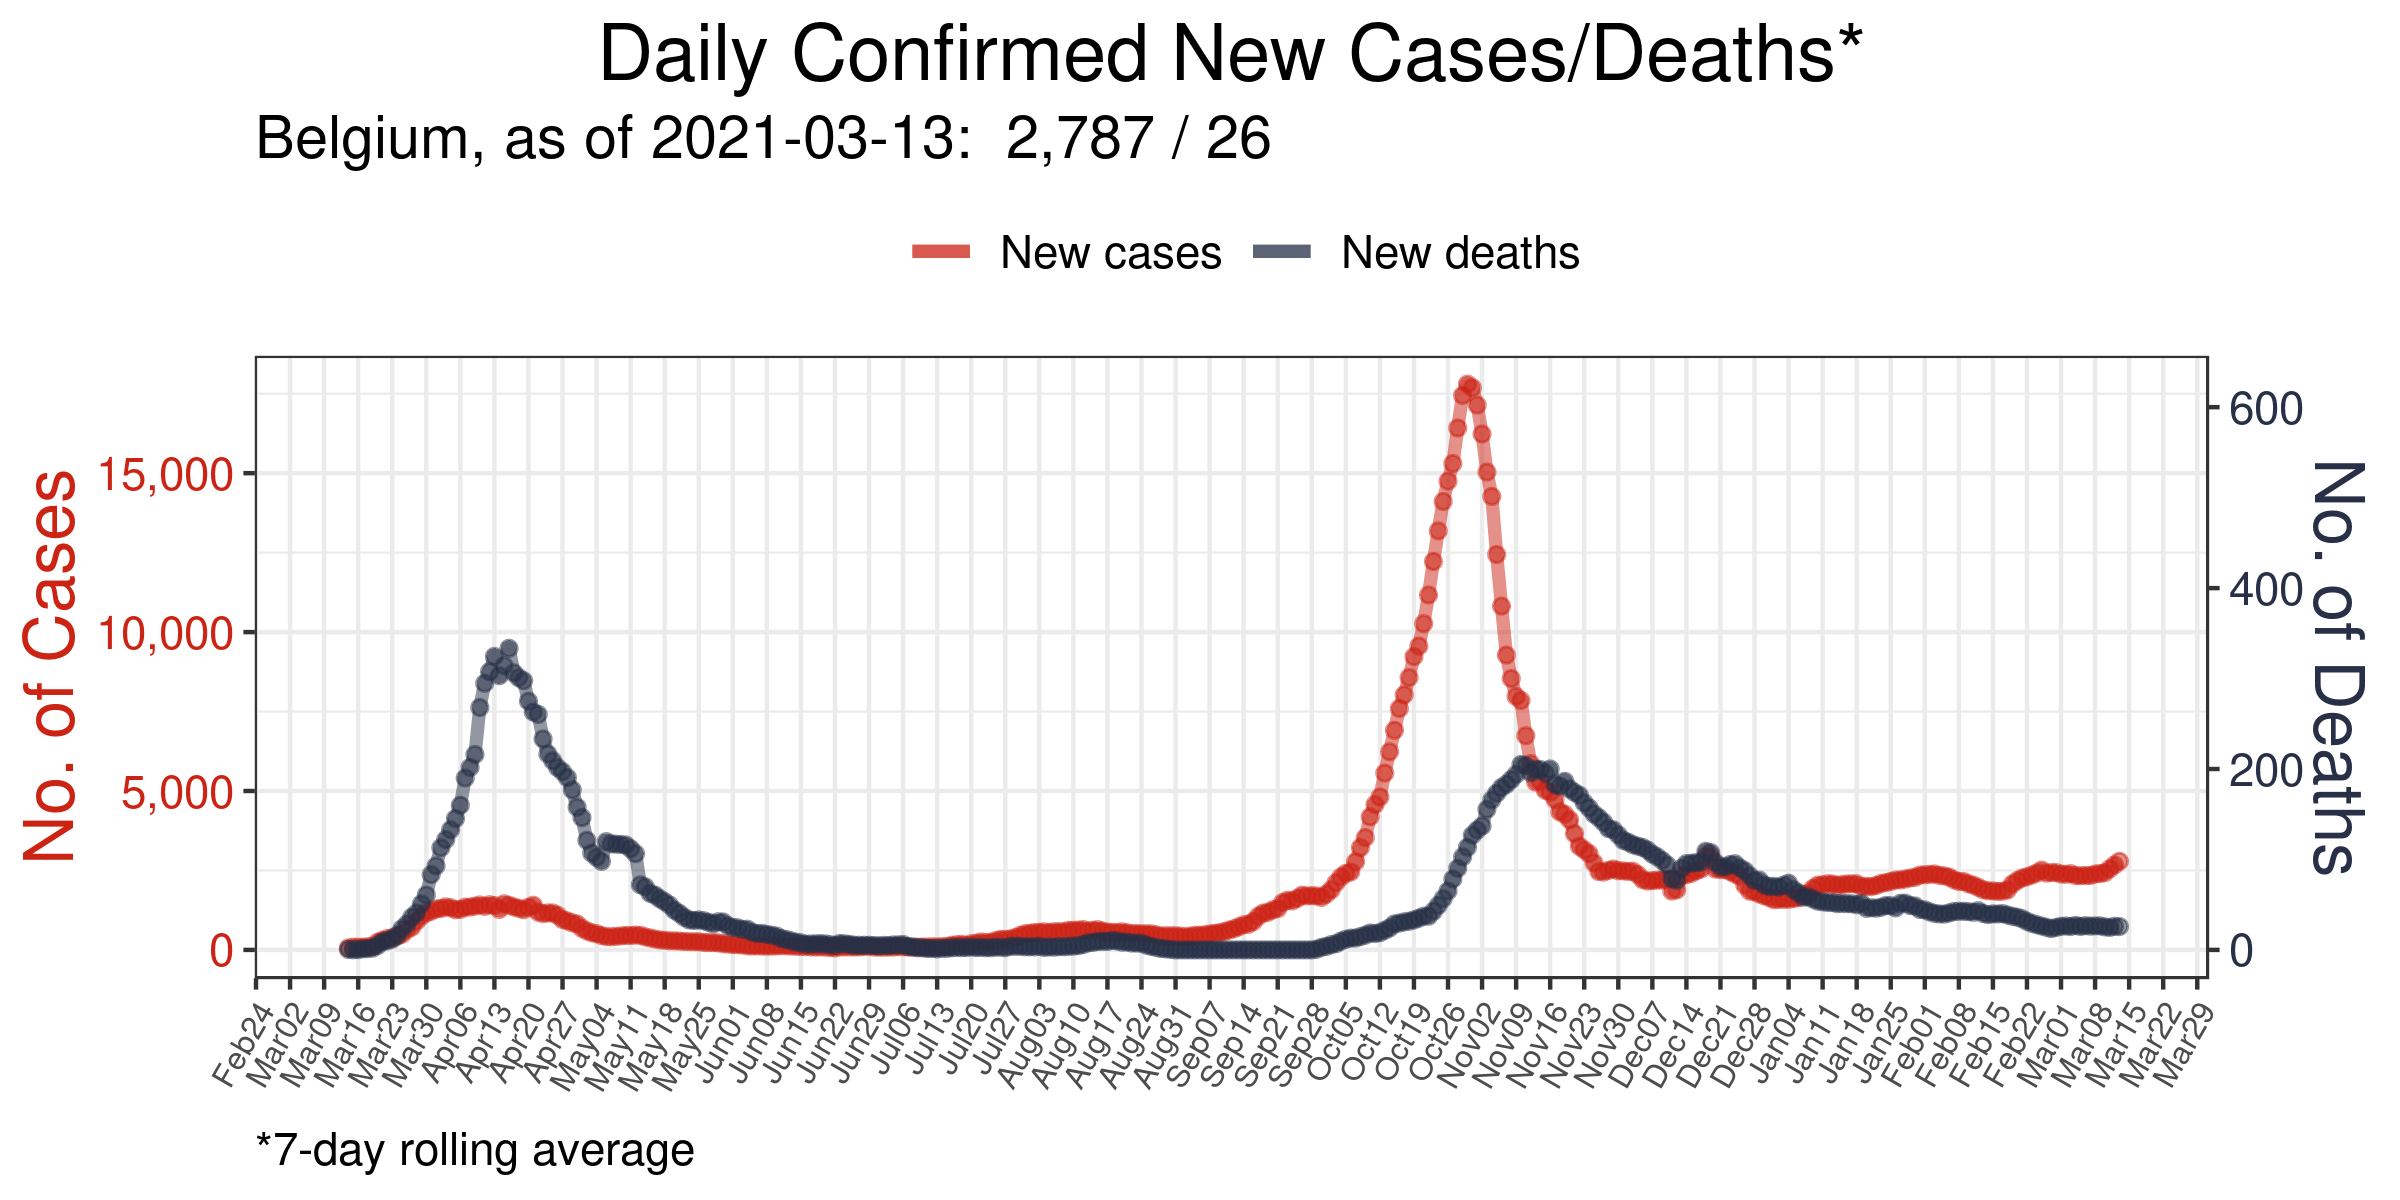 Daily Confirmed New Cases/Deaths*
Belgium, as of 2021-03-13:  2,787 / 26
New cases
New deaths
No. of Cases
15,000
10,000
5,000
0
600
400
200
0
No. of Deaths
Feb24
Mar02
Mar09
Mar16
Mar23
Mar30
Apr06
Apr13
Apr20
Apr27
May04
May11
May18
May25
Jun01
Jun08
Jun15
Jun22
Jun29
Jul06
Jul13
Jul20
Jul27
Aug03
Aug10
Aug17
Aug24
Aug31
Sep07
Sep14
Sep21
Sep28
Oct05
Oct12
Oct19
Oct26
Nov02
Nov09
Nov16
Nov23
Nov30
Dec07
Dec14
Dec21
Dec28
Jan04
Jan11
Jan18
Jan25
Feb01
Feb08
Feb15
Feb22
Mar01
Mar08
Mar15
Mar22
Mar29
*7-day rolling average